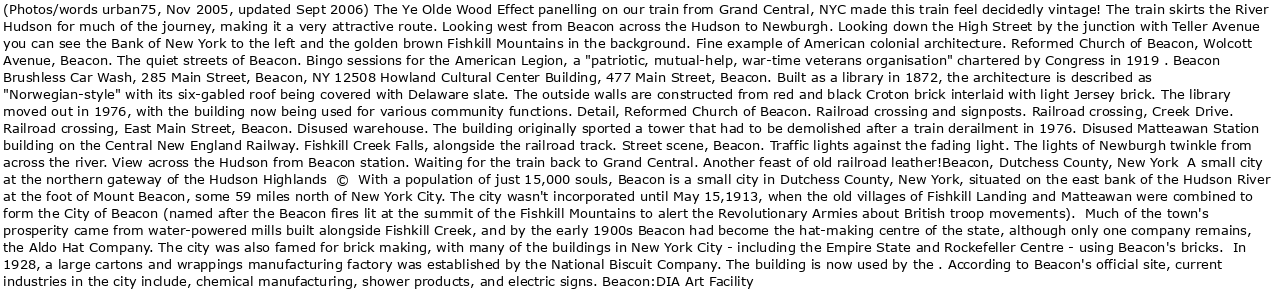 (Photos/words urban75, Nov 2005, updated Sept 2006) The Ye Olde Wood Effect panelling on our train from Grand Central, NYC made this train feel decidedly vintage! The train skirts the River
Hudson for much of the journey, making it a very attractive route. Looking west from Beacon across the Hudson to Newburgh. Looking down the High Street by the junction with Teller Avenue
you can see the Bank of New York to the left and the golden brown Fishkill Mountains in the background. Fine example of American colonial architecture. Reformed Church of Beacon, Wolcott
Avenue, Beacon. The quiet streets of Beacon. Bingo sessions for the American Legion, a "patriotic, mutual-help, war-time veterans organisation" chartered by Congress in 1919 . Beacon
Brushless Car Wash, 285 Main Street, Beacon, NY 12508 Howland Cultural Center Building, 477 Main Street, Beacon. Built as a library in 1872, the architecture is described as
"Norwegian-style" with its six-gabled roof being covered with Delaware slate. The outside walls are constructed from red and black Croton brick interlaid with light Jersey brick. The library
moved out in 1976, with the building now being used for various community functions. Detail, Reformed Church of Beacon. Railroad crossing and signposts. Railroad crossing, Creek Drive.
Railroad crossing, East Main Street, Beacon. Disused warehouse. The building originally sported a tower that had to be demolished after a train derailment in 1976. Disused Matteawan Station
building on the Central New England Railway. Fishkill Creek Falls, alongside the railroad track. Street scene, Beacon. Traffic lights against the fading light. The lights of Newburgh twinkle from
across the river. View across the Hudson from Beacon station. Waiting for the train back to Grand Central. Another feast of old railroad leather!Beacon, Dutchess County, New York  A small city
at the northern gateway of the Hudson Highlands  ©  With a population of just 15,000 souls, Beacon is a small city in Dutchess County, New York, situated on the east bank of the Hudson River
at the foot of Mount Beacon, some 59 miles north of New York City. The city wasn't incorporated until May 15,1913, when the old villages of Fishkill Landing and Matteawan were combined to
form the City of Beacon (named after the Beacon fires lit at the summit of the Fishkill Mountains to alert the Revolutionary Armies about British troop movements).  Much of the town's
prosperity came from water-powered mills built alongside Fishkill Creek, and by the early 1900s Beacon had become the hat-making centre of the state, although only one company remains,
the Aldo Hat Company. The city was also famed for brick making, with many of the buildings in New York City - including the Empire State and Rockefeller Centre - using Beacon's bricks.  In
1928, a large cartons and wrappings manufacturing factory was established by the National Biscuit Company. The building is now used by the . According to Beacon's official site, current
industries in the city include, chemical manufacturing, shower products, and electric signs. Beacon:DIA Art Facility